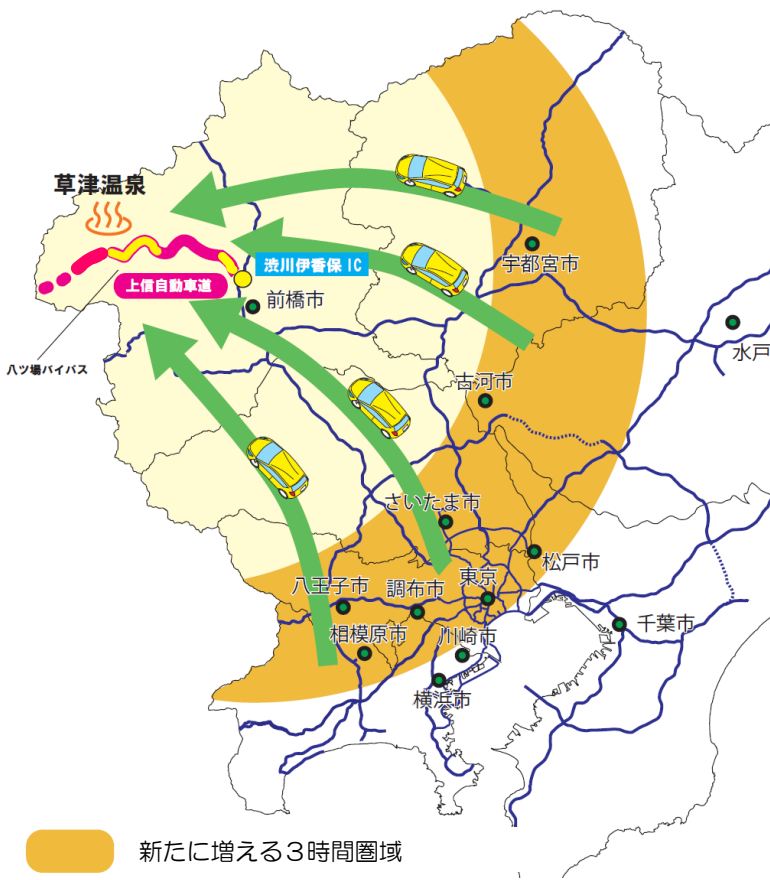 草津温泉
渋川伊香保 IC
上信自動車道
前橋市
八ツ場バイパス
宇都宮市
水戸
古河市
さいたま市
松戸市
東京
八王子市
調布市
千葉市
相模原市
川崎市
横浜市
新たに増える３時間圏域